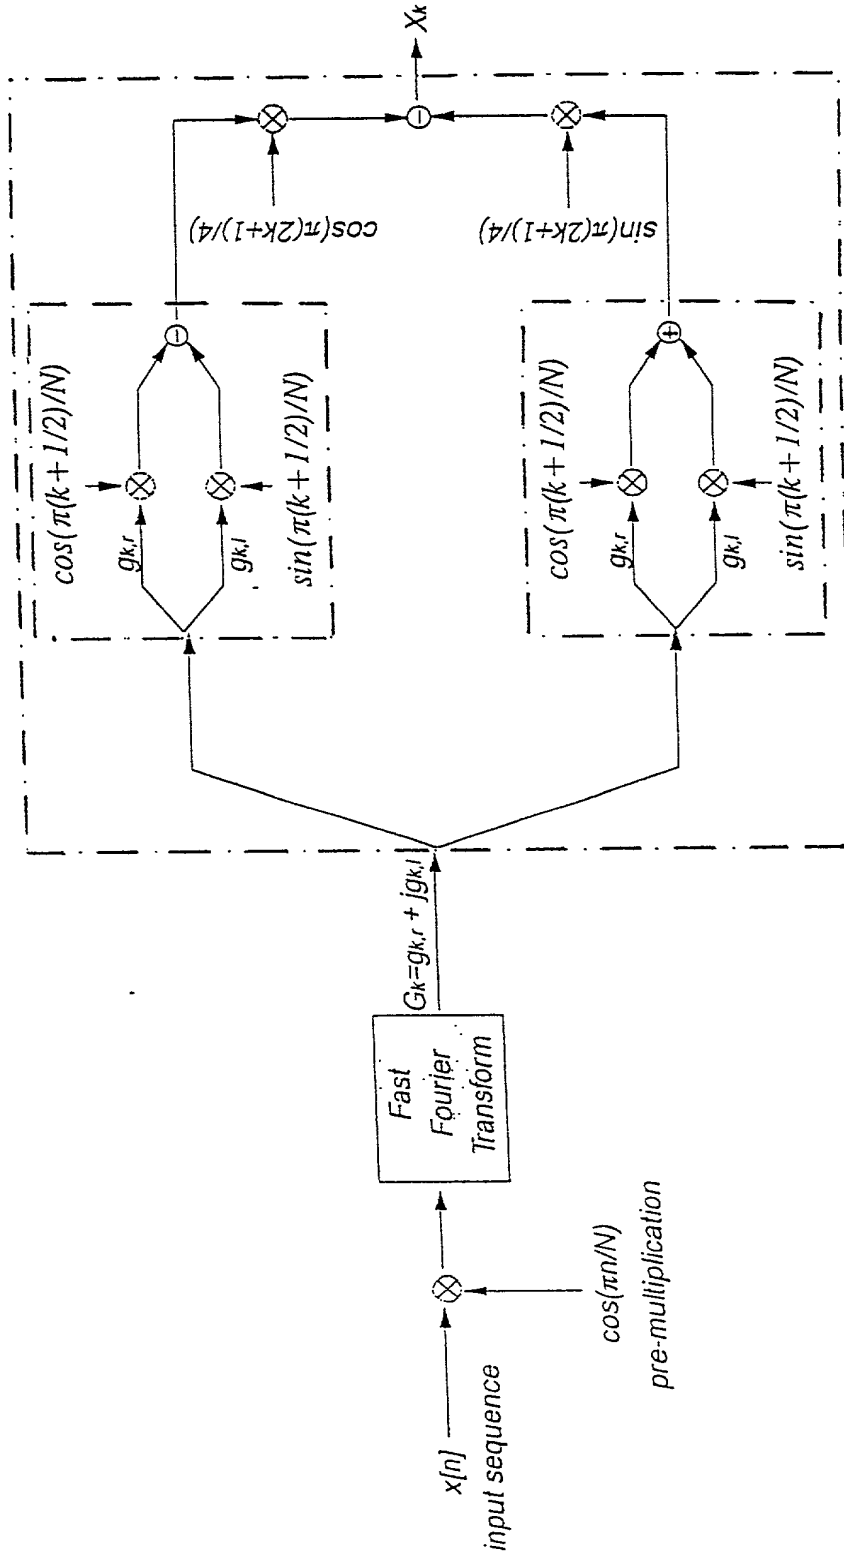 x[n]
input sequence
cos(πn/N)
pre-multiplication
Fast
Fourier
Transform
Gk=gk,r + jgk,i
cos(π(k+1/2)/N)
gk,r
gk,i
sin(π(k+1/2)/N)
cos(π(2k+1)/4)
cos(π(k+1/2)/N)
gk,r
gk,i
sin(π(k+1/2)/N)
sin(π(2k+1)/4)
Xk